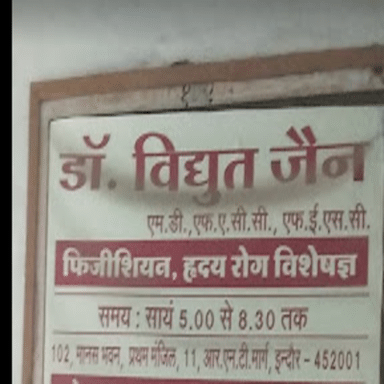 डॉ. विद्युत जैन
एम.डी.,एफ.ए.सी.सी., एफ.ई.एस.सी.
फिजीशियन, हृदय रोग विशेषज्ञ
समय : सायं 5.00 से 8.30 तक
102, मानस भवन, प्रथम मंजिल, 11, आर.एन.टी.मार्ग, इन्दौर - 452001